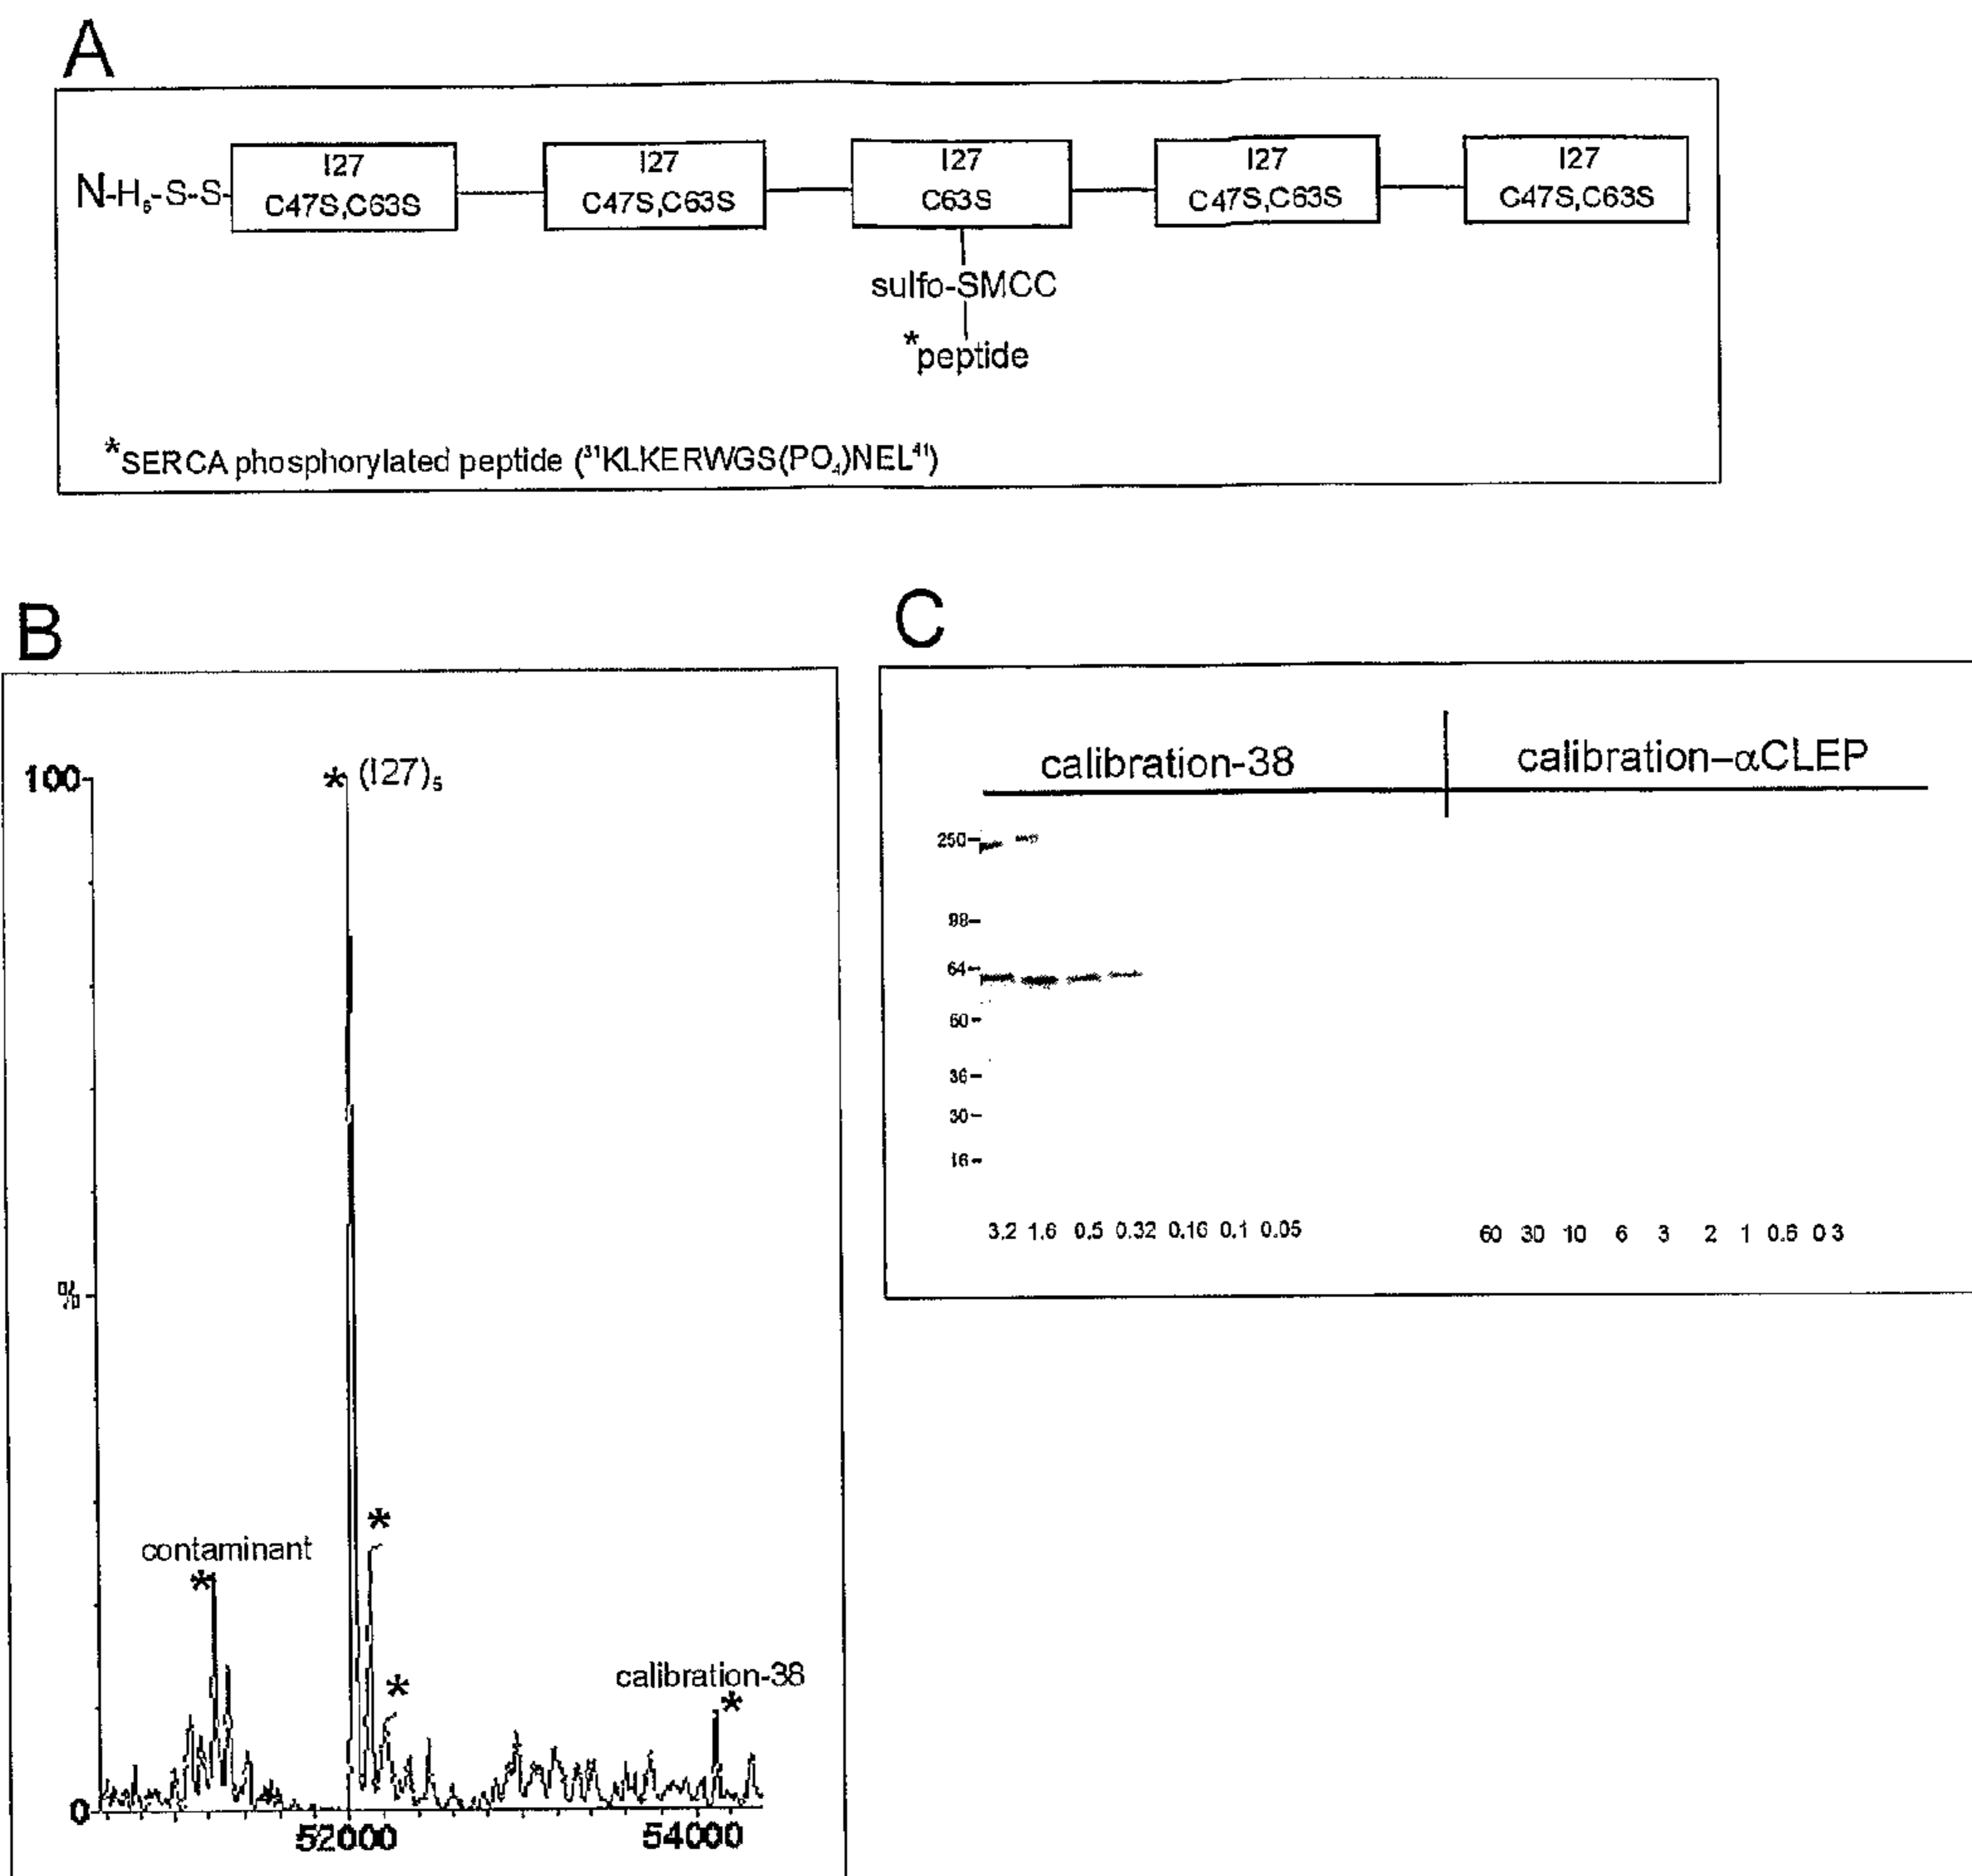 A
I27 I27 I27 I27 I27
N-H₆-S-S- C47S,C63S C47S,C63S C63S C47S,C63S C47S,C63S
sulfo-SMCC
*peptide
*SERCA phosphorylated peptide (³¹KLKERWGS(PO₄)NEL⁴¹)
B
100
* (I27)₅
%
*
contaminant
*
*
calibration-38
*
0
52000 54000
C
calibration-38 calibration–αCLEP
250
98
64
50
36
30
16
3.2 1.6 0.5 0.32 0.16 0.1 0.05 60 30 10 6 3 2 1 0.6 0 3